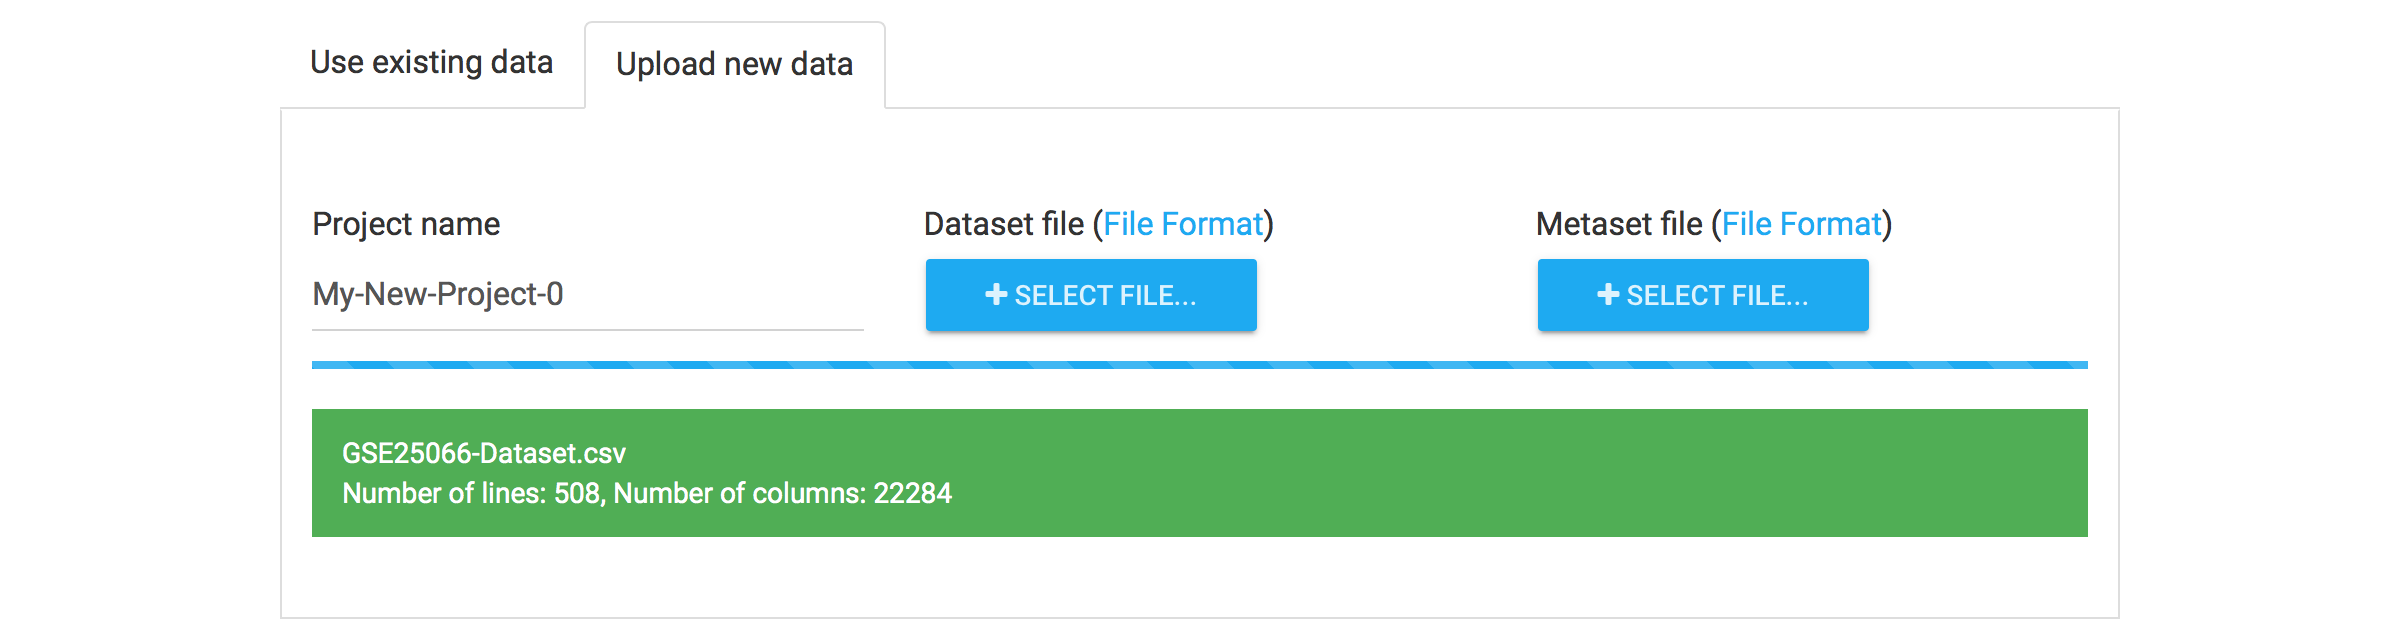 Use existing data
Upload new data
Project name
Dataset file (File Format)
Metaset file (File Format)
My-New-Project-0
SELECT FILE...
SELECT FILE...
GSE25066-Dataset.csv
Number of lines: 508, Number of columns: 22284